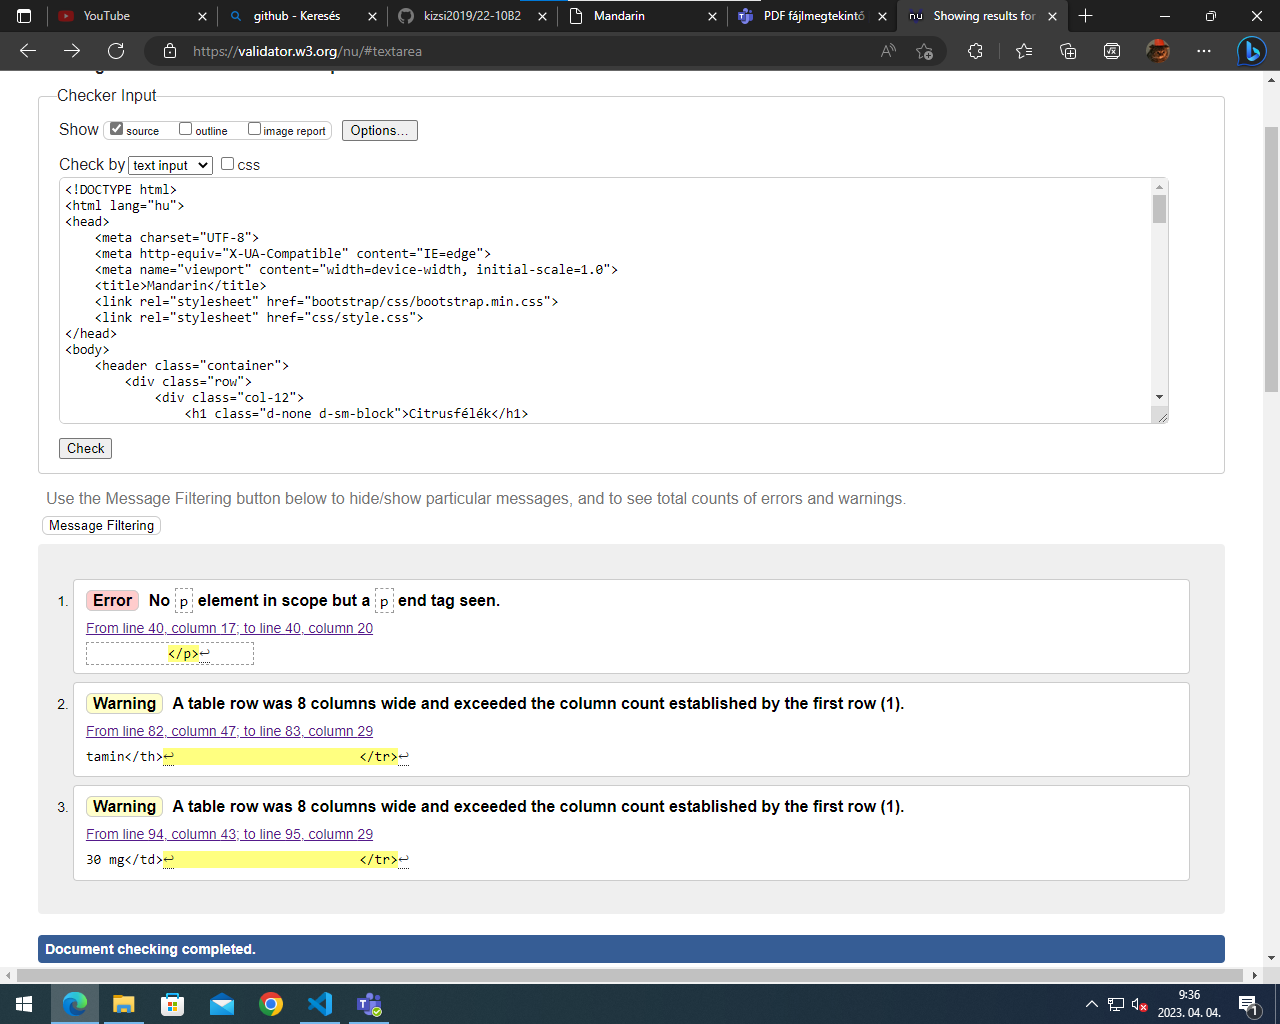 YouTube
github - Keresés
kizsi2019/22-10B2
Mandarin
PDF fájlmegtekintő
Showing results for
https://validator.w3.org/nu/#textarea
Checker Input
Show source outline image report Options...
Check by text input css
<!DOCTYPE html>
<html lang="hu">
<head>
<meta charset="UTF-8">
<meta http-equiv="X-UA-Compatible" content="IE=edge">
<meta name="viewport" content="width=device-width, initial-scale=1.0">
<title>Mandarin</title>
<link rel="stylesheet" href="bootstrap/css/bootstrap.min.css">
<link rel="stylesheet" href="css/style.css">
</head>
<body>
<header class="container">
<div class="row">
<div class="col-12">
<h1 class="d-none d-sm-block">Citrusfélék</h1>
Check
Use the Message Filtering button below to hide/show particular messages, and to see total counts of errors and warnings.
Message Filtering
1. Error No p element in scope but a p end tag seen.
From line 40, column 17; to line 40, column 20
</p>↩
2. Warning A table row was 8 columns wide and exceeded the column count established by the first row (1).
From line 82, column 47; to line 83, column 29
tamin</th>↩ </tr>↩
3. Warning A table row was 8 columns wide and exceeded the column count established by the first row (1).
From line 94, column 43; to line 95, column 29
30 mg</td>↩ </tr>↩
Document checking completed.
9:36
2023. 04. 04.
1